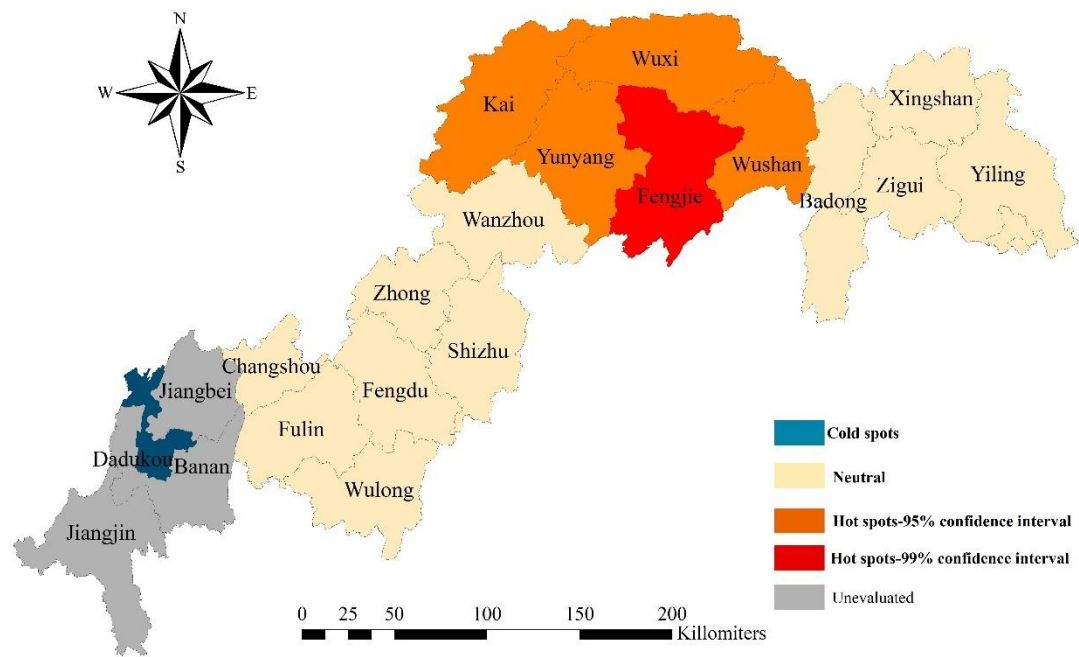 N
W E
S
Wuxi
Xingshan
Kai
Yunyang
Wushan
Yiling
Zigui
Fengjie
Badong
Wanzhou
Zhong
Shizhu
Changshou
Jiangbei
Fengdu
Fulin
Dadukou
Banan
Wulong
Jiangjin
Cold spots
Neutral
Hot spots-95% confidence interval
Hot spots-99% confidence interval
Unevaluated
0 25 50 100 150 200
Killomiters